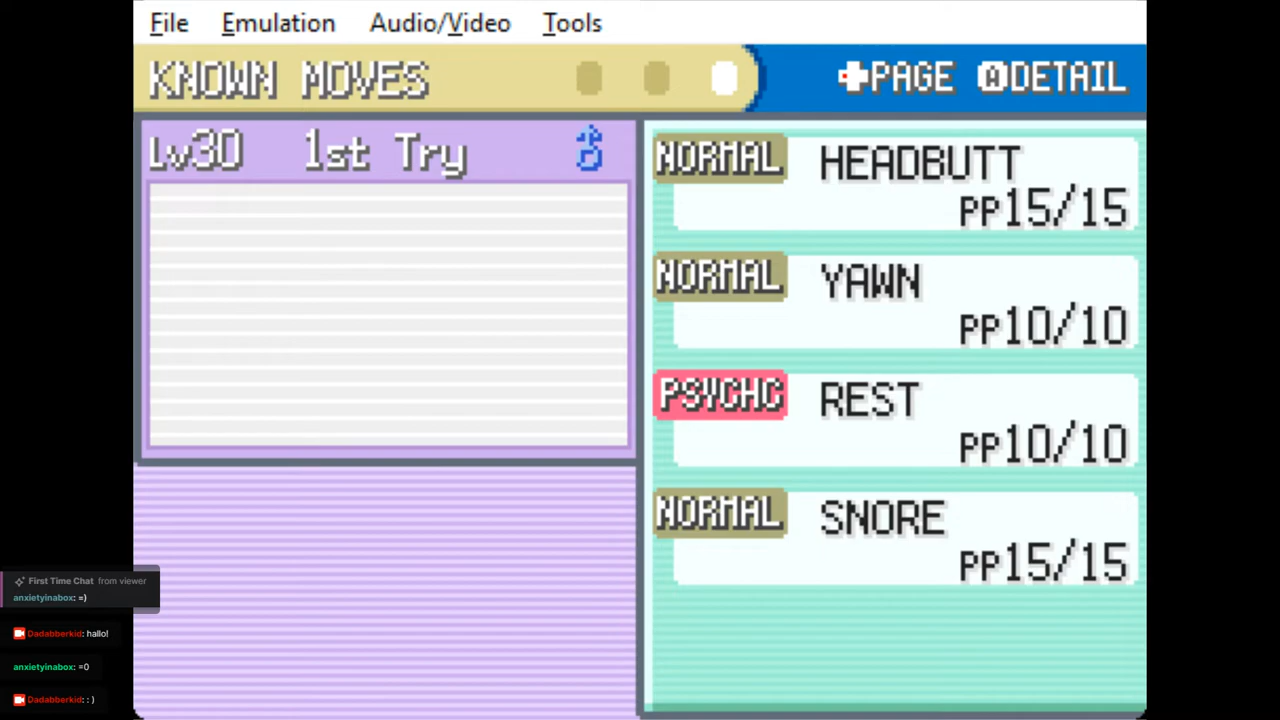 File Emulation Audio/Video Tools
KNOWN MOVES
PAGE ADETAIL
Lv30 1st Try ♂
NORMAL HEADBUTT
PP15/15
NORMAL YAWN
PP10/10
PSYCHC REST
PP10/10
NORMAL SNORE
PP15/15
First Time Chat from viewer
anxietyinabox: =)
Dadabberkid: hallo!
anxietyinabox: =0
Dadabberkid: : )